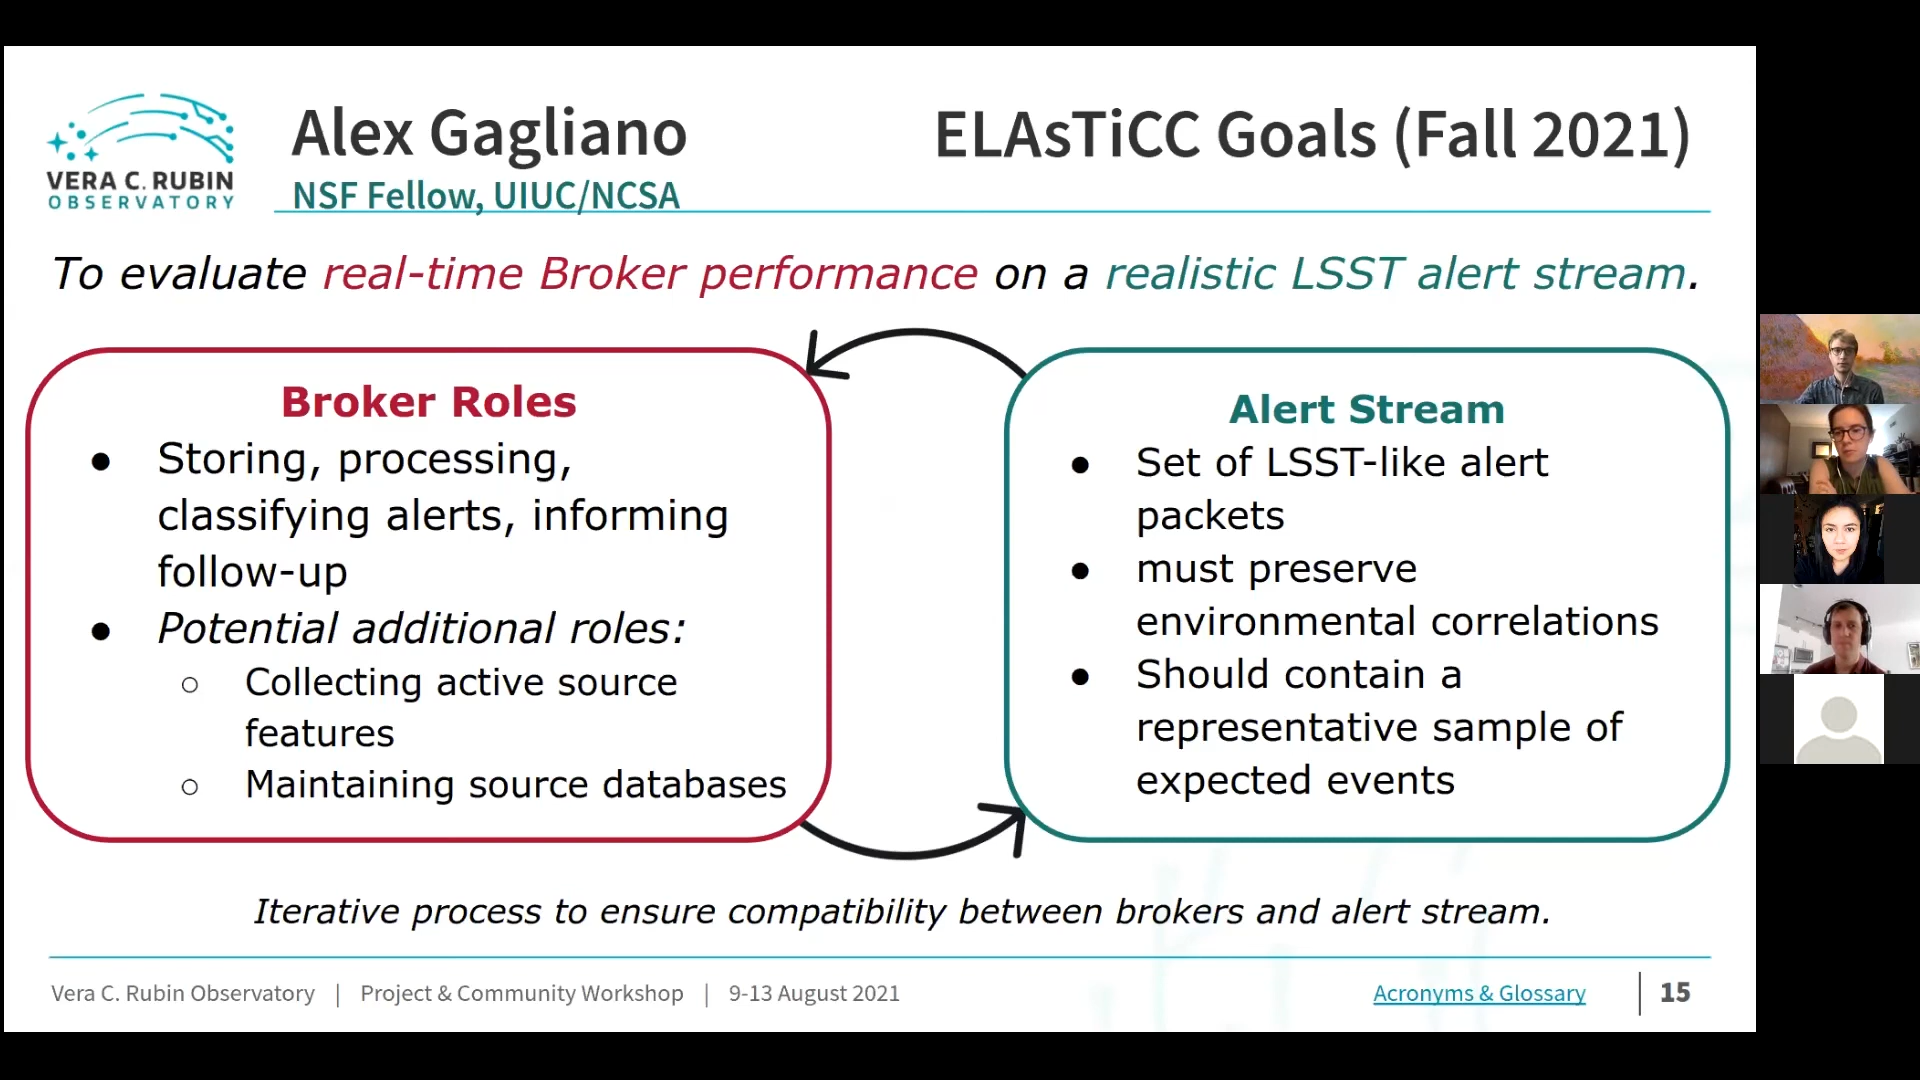 VERA C. RUBIN
OBSERVATORY
Alex Gagliano
NSF Fellow, UIUC/NCSA
ELAsTiCC Goals (Fall 2021)
To evaluate real-time Broker performance on a realistic LSST alert stream.
Broker Roles
● Storing, processing,
classifying alerts, informing
follow-up
● Potential additional roles:
○ Collecting active source
features
○ Maintaining source databases
Alert Stream
● Set of LSST-like alert
packets
● must preserve
environmental correlations
● Should contain a
representative sample of
expected events
Iterative process to ensure compatibility between brokers and alert stream.
Vera C. Rubin Observatory | Project & Community Workshop | 9-13 August 2021
Acronyms & Glossary | 15